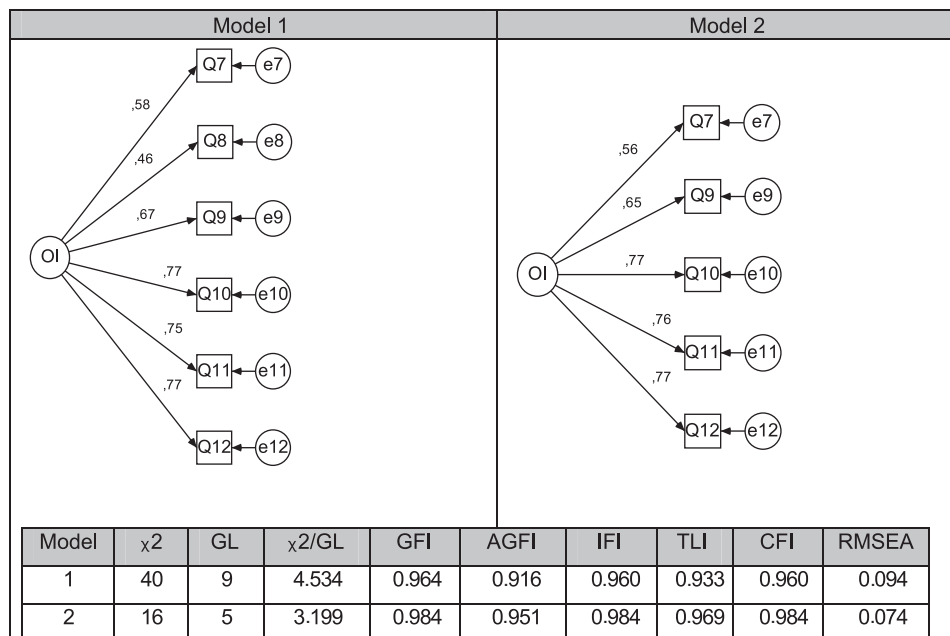 Model 1
Model 2
Q7
e7
,58
Q8
e8
,46
Q9
e9
,67
OI
,77
Q10
e10
,75
Q11
e11
,77
Q12
e12
Q7
e7
,56
Q9
e9
,65
OI
,77
Q10
e10
,76
Q11
e11
,77
Q12
e12
Model χ2 GL χ2/GL GFI AGFI IFI TLI CFI RMSEA
1 40 9 4.534 0.964 0.916 0.960 0.933 0.960 0.094
2 16 5 3.199 0.984 0.951 0.984 0.969 0.984 0.074